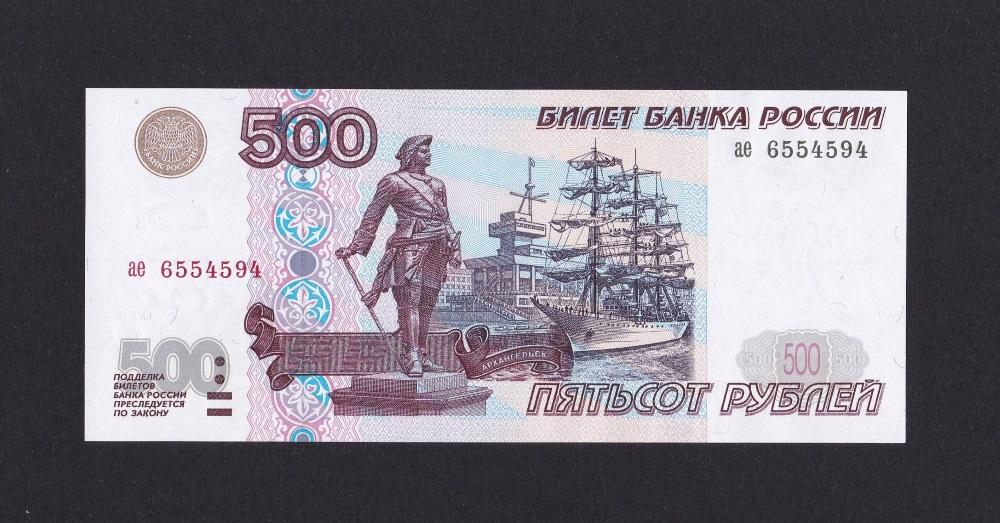 500
БИЛЕТ БАНКА РОССИИ
ае 6554594
БАНК РОССИИ
ае 6554594
АРХАНГЕЛЬСК
500
ПОДДЕЛКА
БИЛЕТОВ
БАНКА РОССИИ
ПРЕСЛЕДУЕТСЯ
ПО ЗАКОНУ
500 500 500
ПЯТЬСОТ РУБЛЕЙ